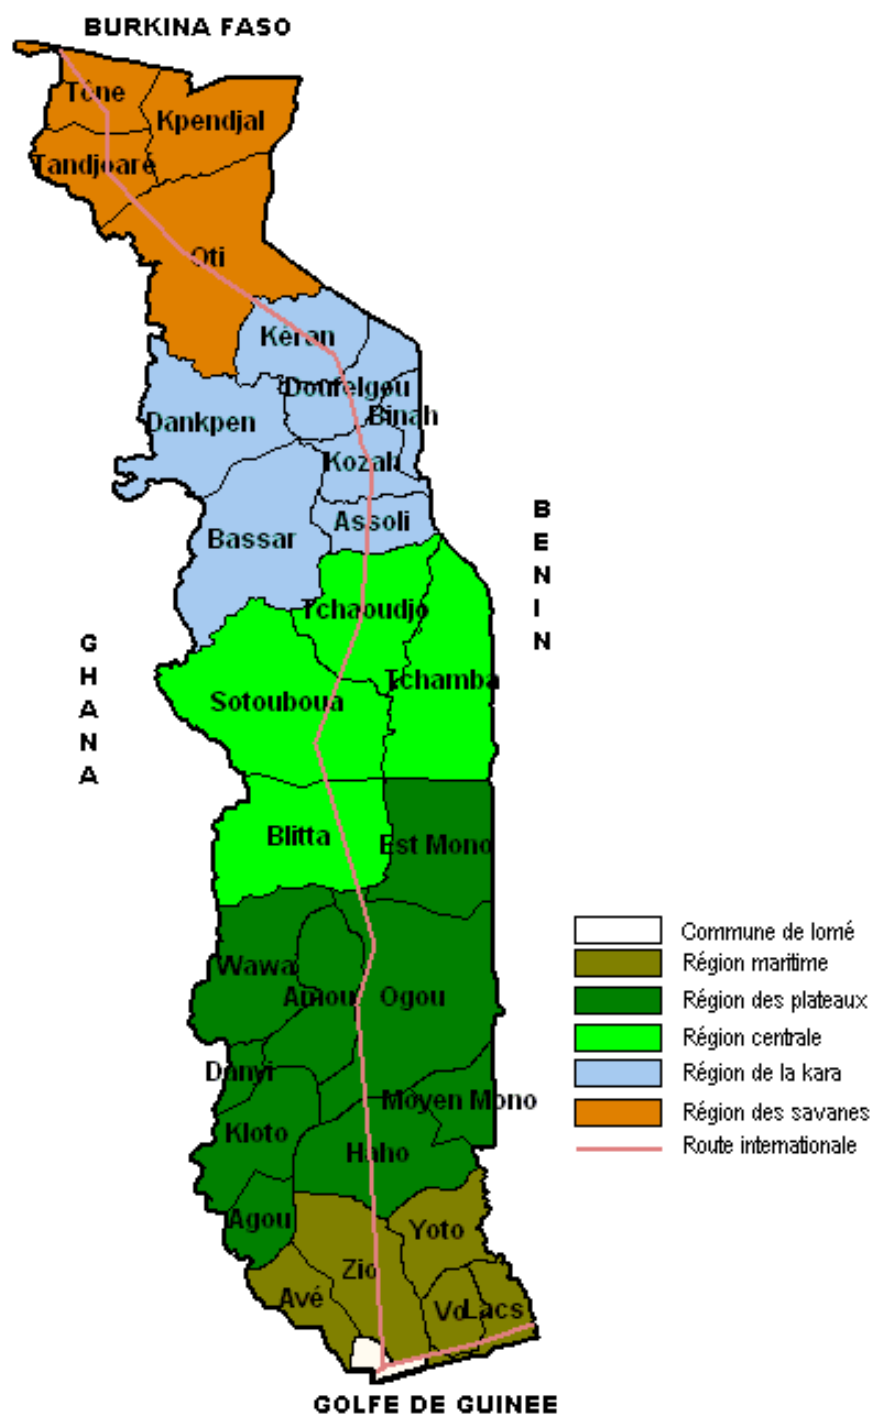 BURKINA FASO
Tône
Kpendjal
Tandjoaré
Oti
Kéran
Doufelgou
Binah
Dankpen
Kozah
Assoli
Bassar
BENIN
Tchaoudjo
GHANA
Tchamba
Sotouboua
Blitta
Est Mono
Wawa
Amou
Ogou
Danyi
Moyen Mono
Kloto
Haho
Agou
Yoto
Zio
Avé
Vo
Lacs
GOLFE DE GUINEE
Commune de lomé
Région maritime
Région des plateaux
Région centrale
Région de la kara
Région des savanes
Route internationale